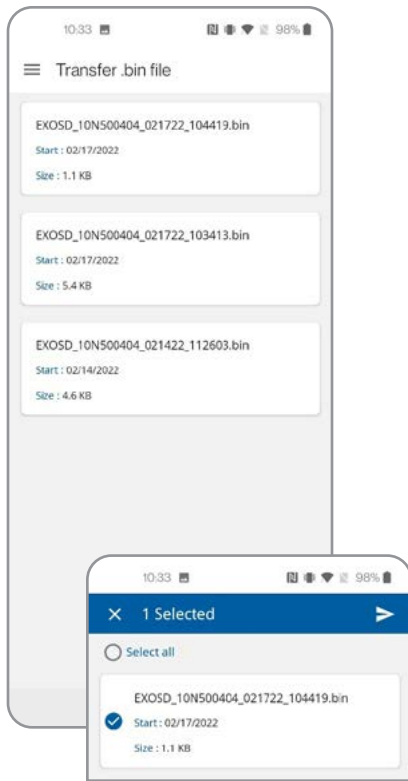 10:33 98%
Transfer .bin file
EXOSD_10N500404_021722_104419.bin
Start : 02/17/2022
Size : 1.1 KB
EXOSD_10N500404_021722_103413.bin
Start : 02/17/2022
Size : 5.4 KB
EXOSD_10N500404_021422_112603.bin
Start : 02/14/2022
Size : 4.6 KB
10:33 98%
1 Selected
Select all
EXOSD_10N500404_021722_104419.bin
Start : 02/17/2022
Size : 1.1 KB